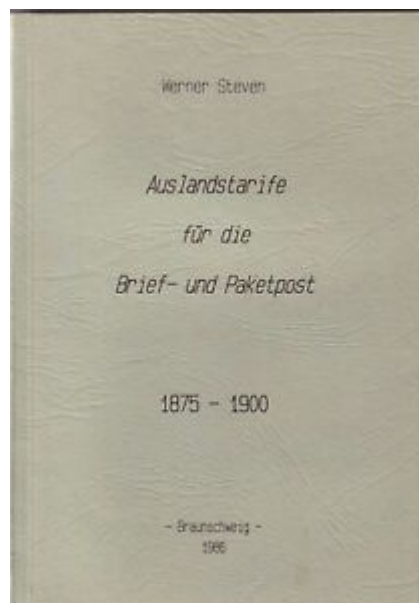 Werner Steven
Auslandstarife
für die
Brief- und Paketpost
1875 - 1900
- Braunschweig -
1986